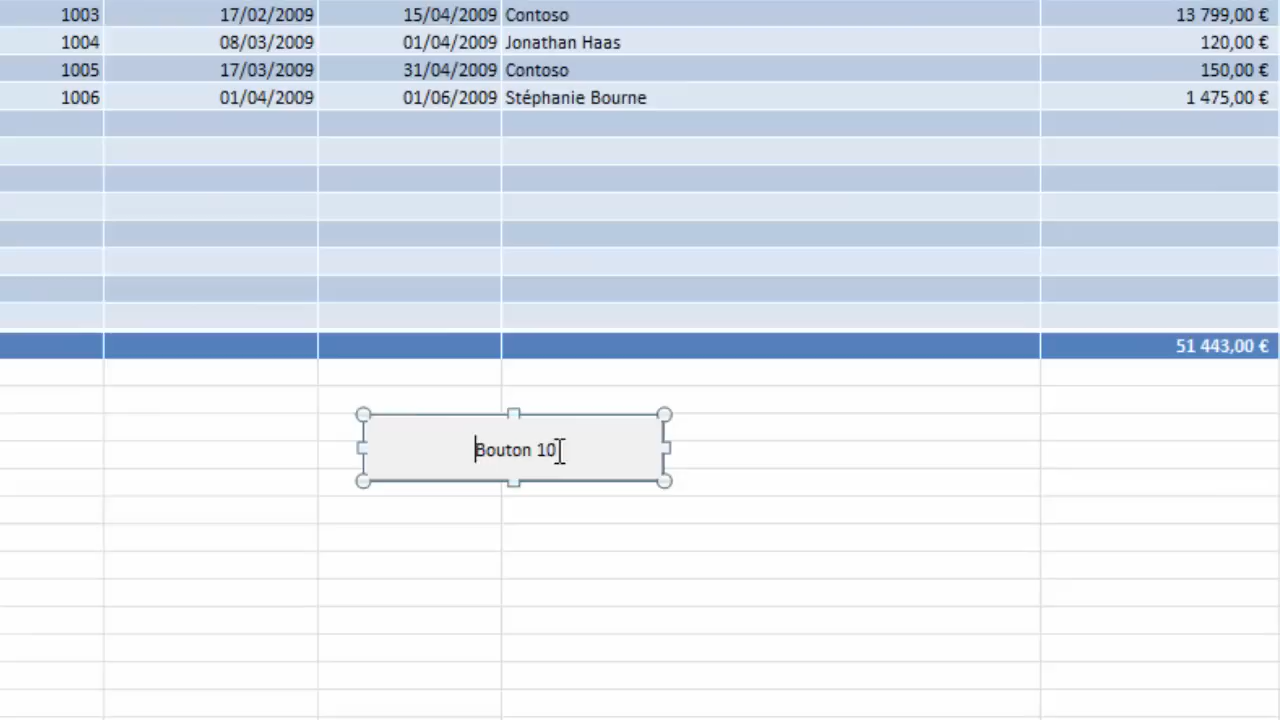 1003 17/02/2009 15/04/2009 Contoso 13 799,00 €
1004 08/03/2009 01/04/2009 Jonathan Haas 120,00 €
1005 17/03/2009 31/04/2009 Contoso 150,00 €
1006 01/04/2009 01/06/2009 Stéphanie Bourne 1 475,00 €
51 443,00 €
Bouton 10